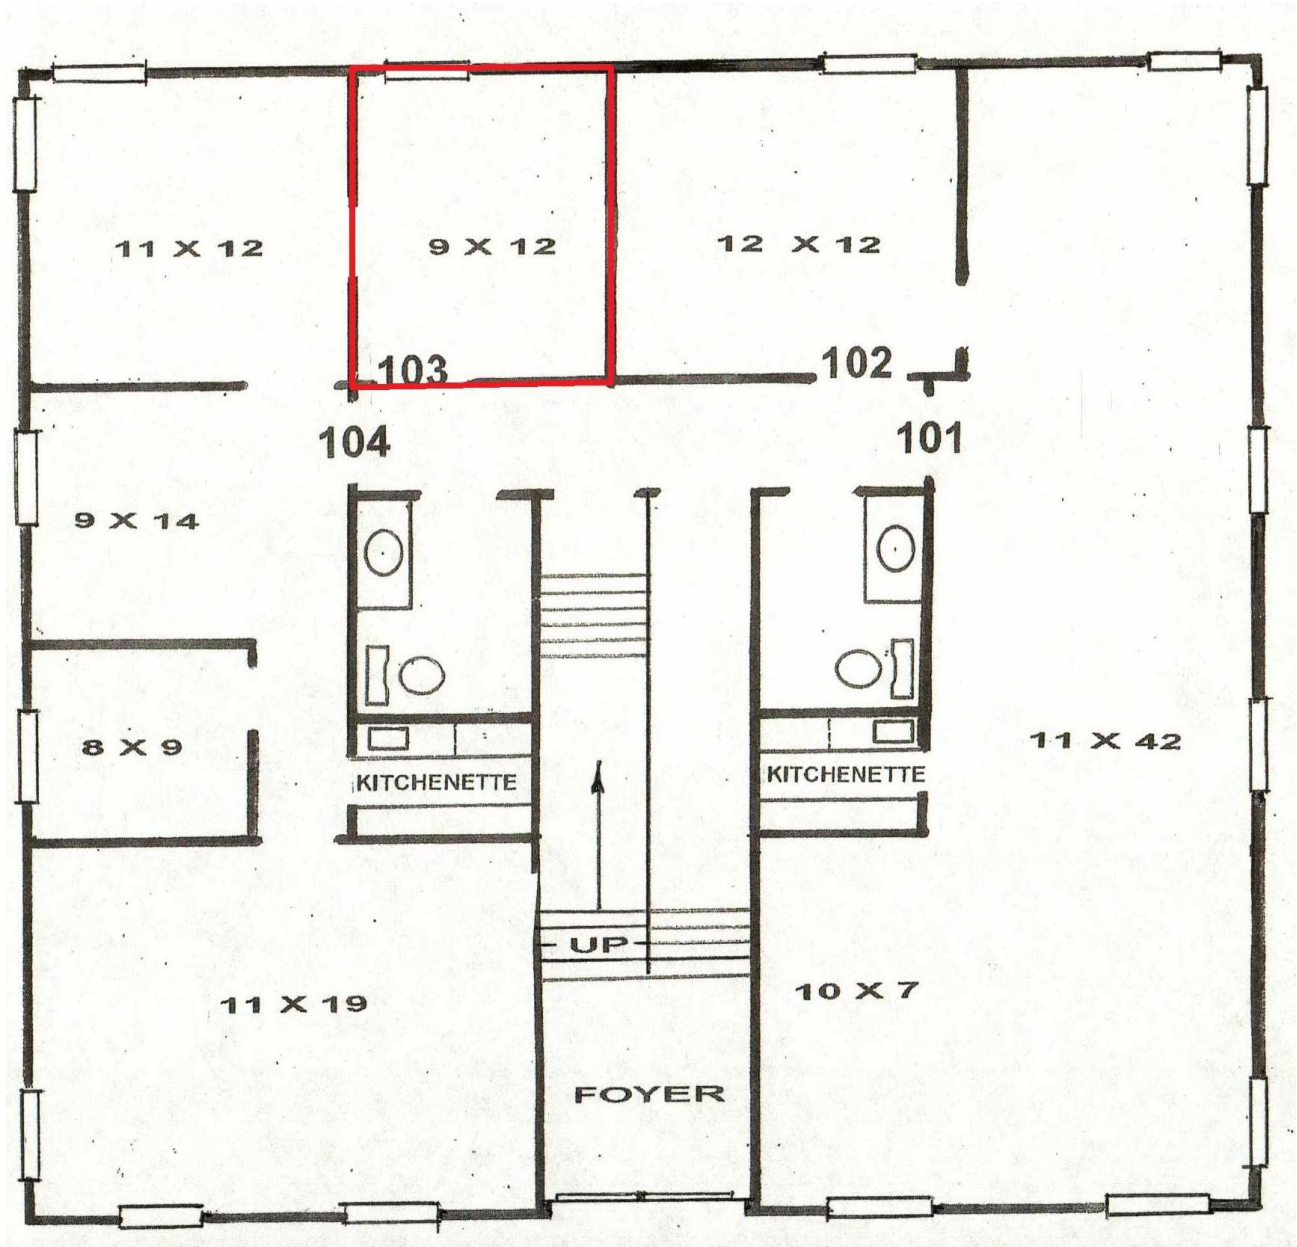 11 X 12
9 X 12
12 X 12
103
102
104
101
9 X 14
8 X 9
KITCHENETTE
KITCHENETTE
11 X 42
UP
11 X 19
10 X 7
FOYER